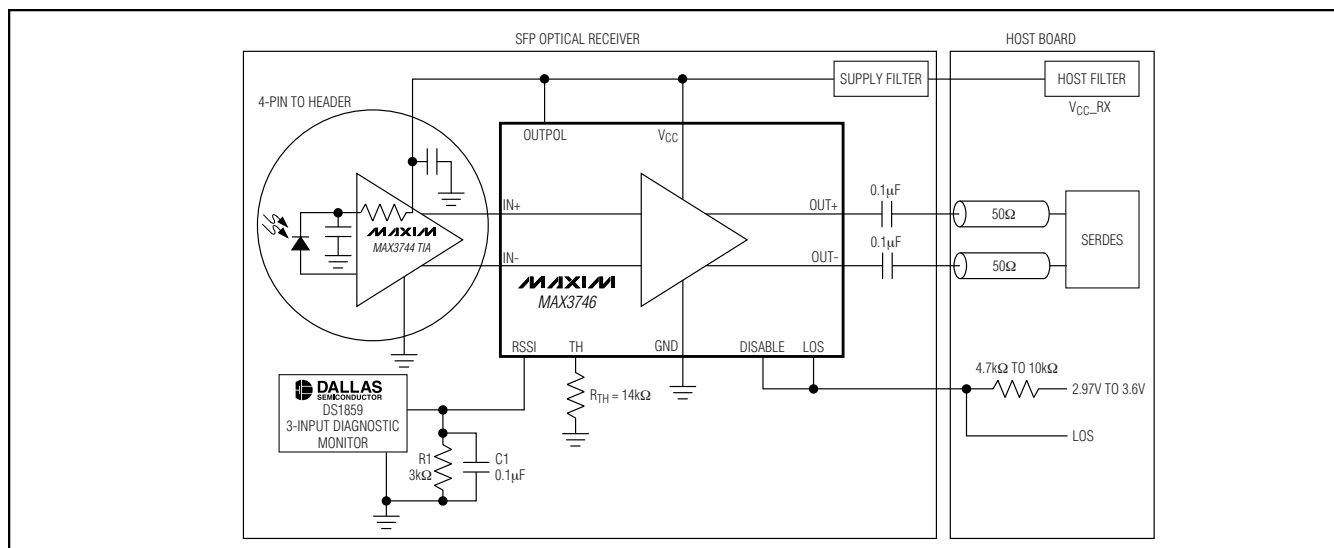 SFP OPTICAL RECEIVER
HOST BOARD
SUPPLY FILTER
HOST FILTER
VCC_RX
4-PIN TO HEADER
OUTPOL
VCC
IN+
IN-
OUT+
OUT-
0.1µF
0.1µF
50Ω
50Ω
SERDES
MAXIM
MAX3744 TIA
MAXIM
MAX3746
RSSI
TH
GND
DISABLE
LOS
RTH = 14kΩ
4.7kΩ TO 10kΩ
2.97V TO 3.6V
LOS
DALLAS
SEMICONDUCTOR
DS1859
3-INPUT DIAGNOSTIC
MONITOR
R1
3kΩ
C1
0.1µF